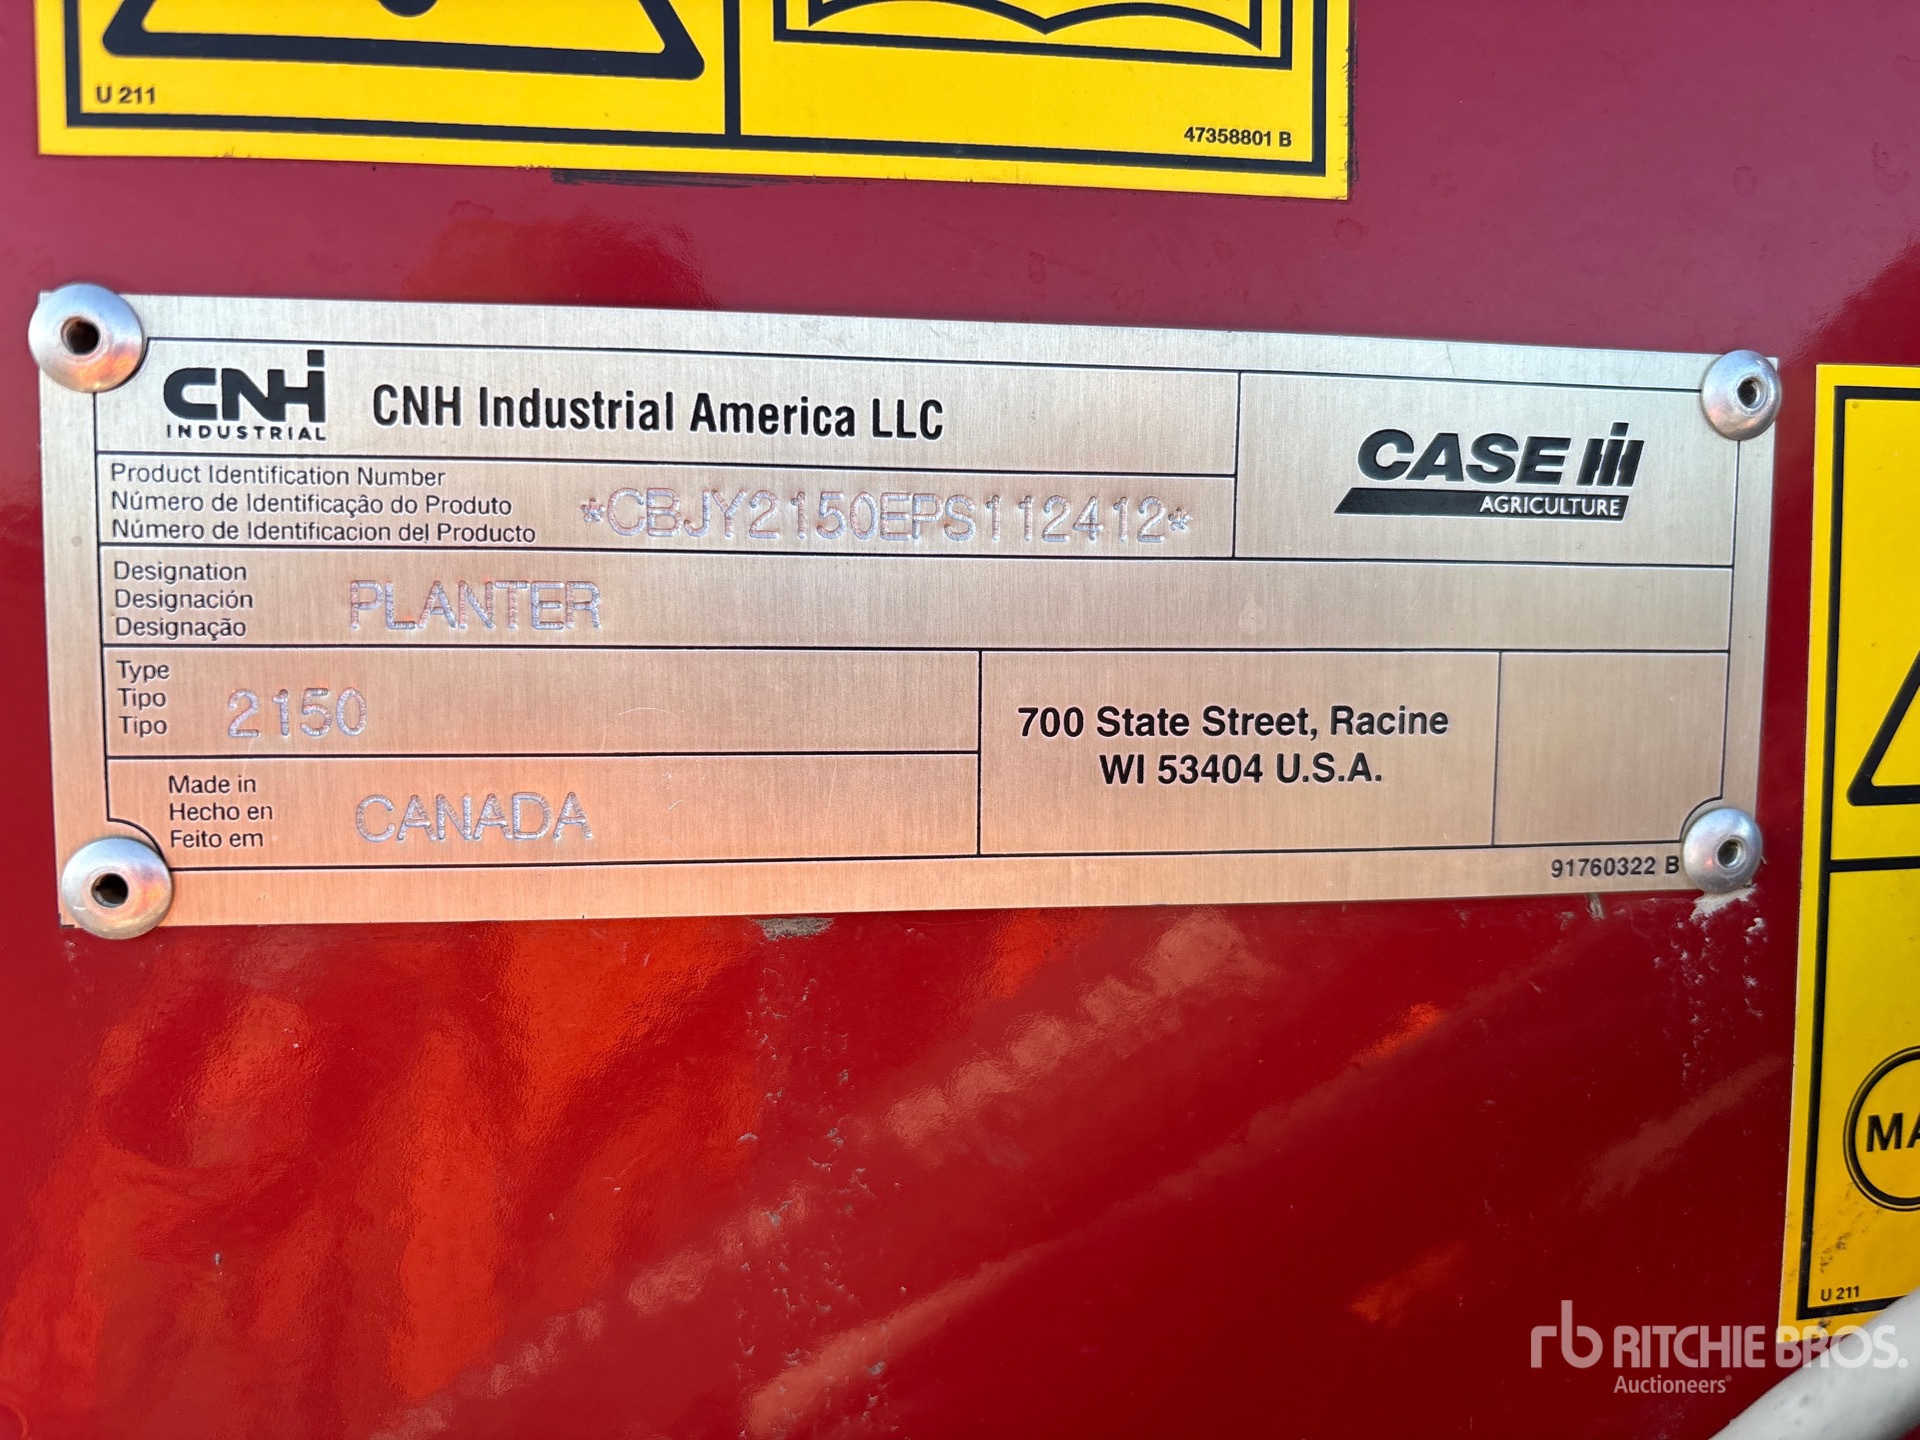 U 211
47358801 B
CNH
INDUSTRIAL
CNH Industrial America LLC
CASE IH
AGRICULTURE
Product Identification Number
Número de Identificação do Produto
Número de Identificacion del Producto
*CBJY2150EPS112412*
Designation
Designación
Designação
PLANTER
Type
Tipo
Tipo
2150
700 State Street, Racine
WI 53404 U.S.A.
Made in
Hecho en
Feito em
CANADA
91760322 B
MA
U 211
rb RITCHIE BROS.
Auctioneers